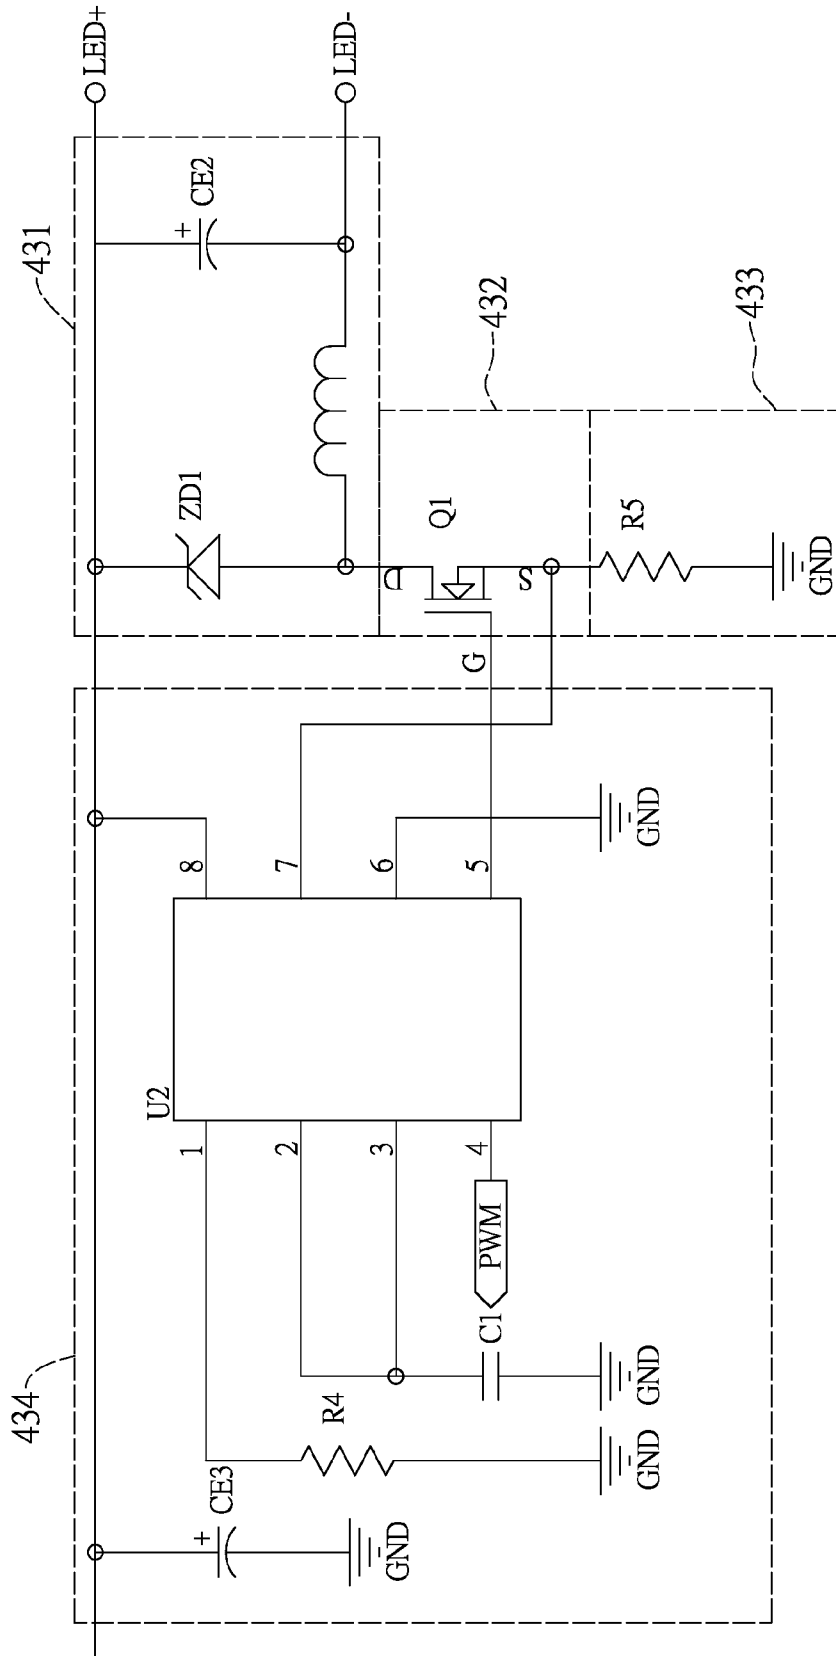 LED+
LED-
431
CE2
+
432
433
ZD1
Q1
R5
D
S
G
GND
8
7
6
5
GND
U2
1
2
3
4
PWM
C1
434
R4
GND
CE3
+
GND
GND